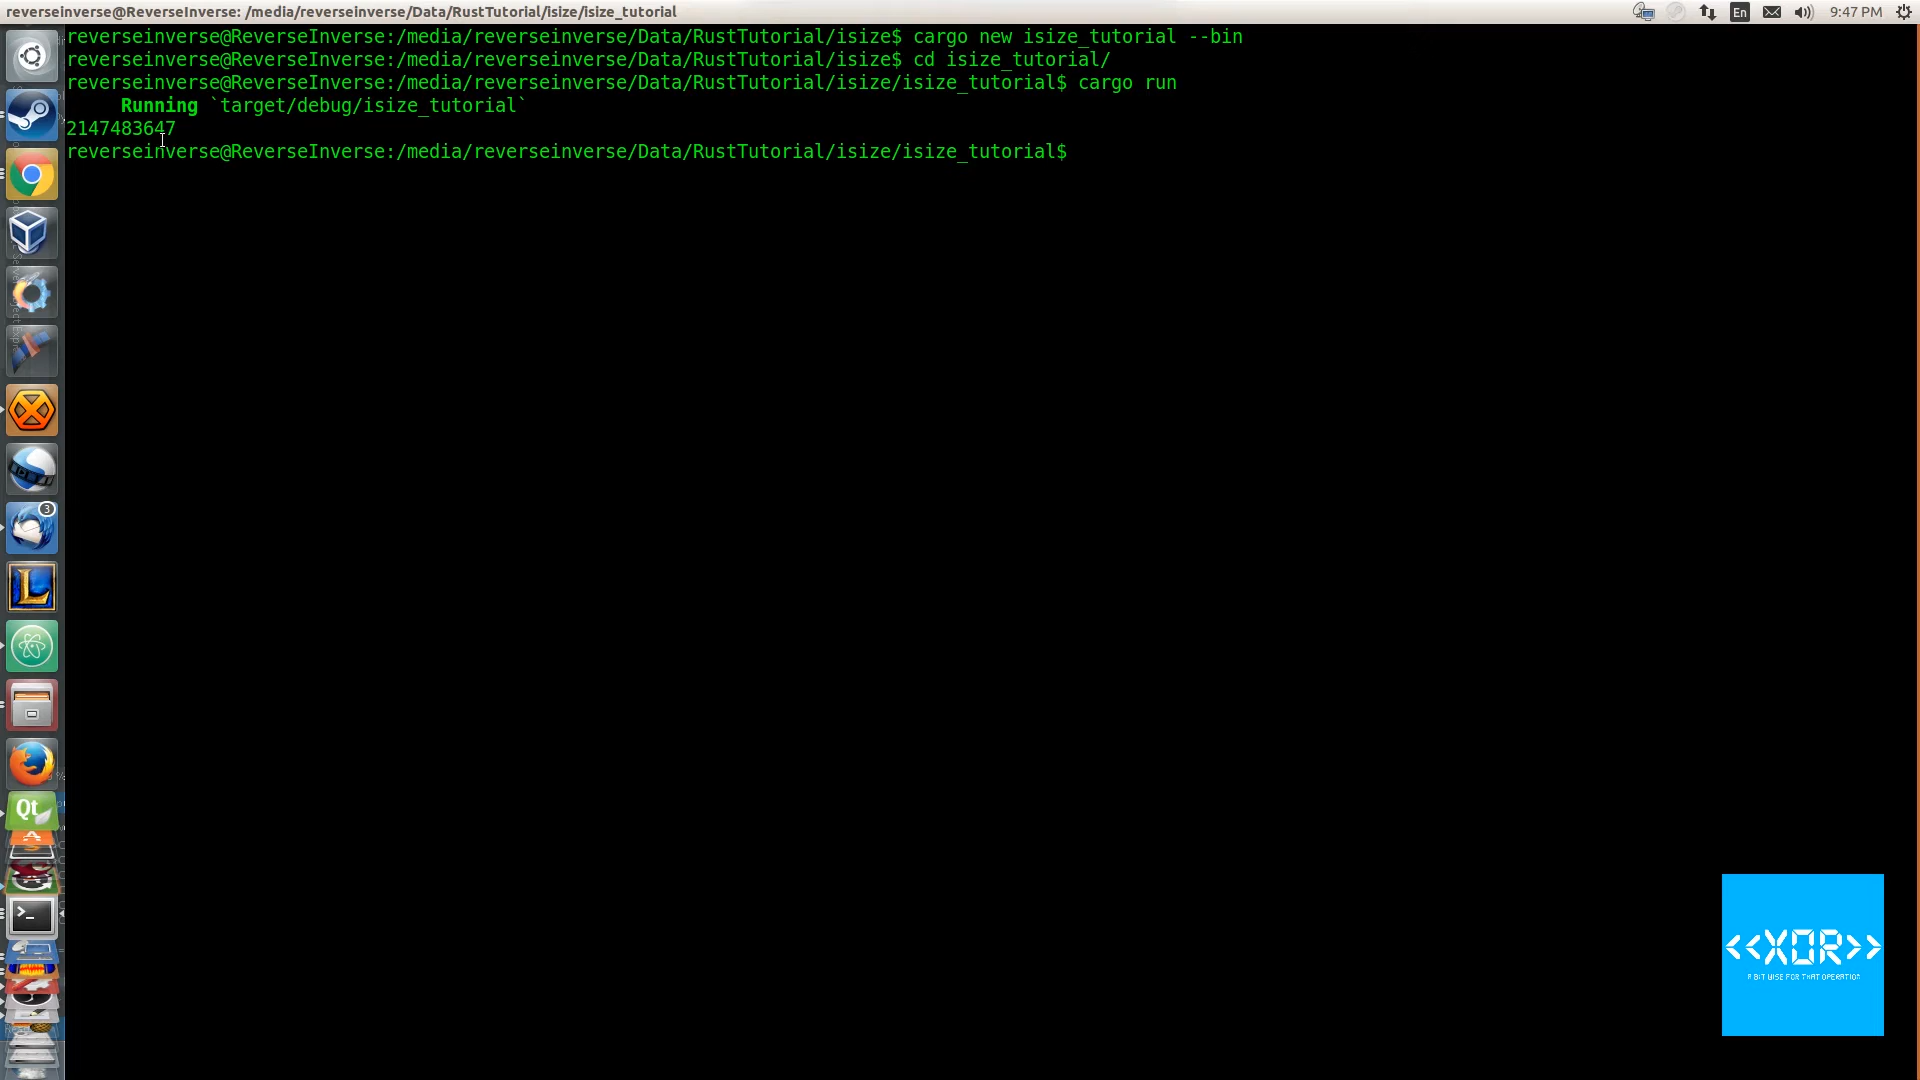 reverseinverse@ReverseInverse: /media/reverseinverse/Data/RustTutorial/isize/isize_tutorial
En
9:47 PM
reverseinverse@ReverseInverse:/media/reverseinverse/Data/RustTutorial/isize$ cargo new isize_tutorial --bin
reverseinverse@ReverseInverse:/media/reverseinverse/Data/RustTutorial/isize$ cd isize_tutorial/
reverseinverse@ReverseInverse:/media/reverseinverse/Data/RustTutorial/isize/isize_tutorial$ cargo run
Running `target/debug/isize_tutorial`
2147483647
reverseinverse@ReverseInverse:/media/reverseinverse/Data/RustTutorial/isize/isize_tutorial$
3
L
Qt
>_
<<XOR>>
A BIT WISE FOR THAT OPERATION